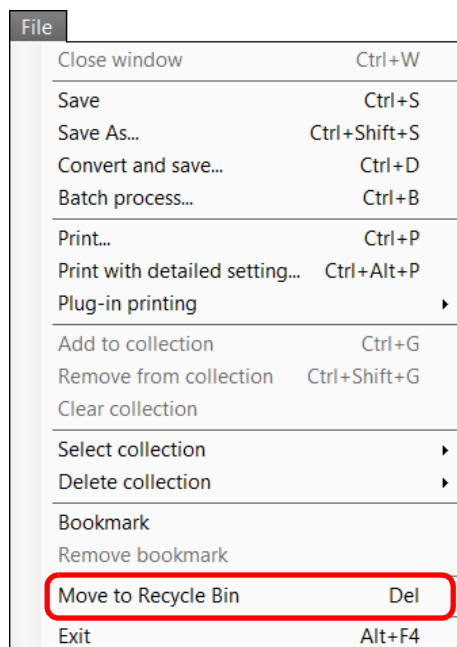 File
Close window Ctrl+W
Save Ctrl+S
Save As... Ctrl+Shift+S
Convert and save... Ctrl+D
Batch process... Ctrl+B
Print... Ctrl+P
Print with detailed setting... Ctrl+Alt+P
Plug-in printing
Add to collection Ctrl+G
Remove from collection Ctrl+Shift+G
Clear collection
Select collection
Delete collection
Bookmark
Remove bookmark
Move to Recycle Bin Del
Exit Alt+F4